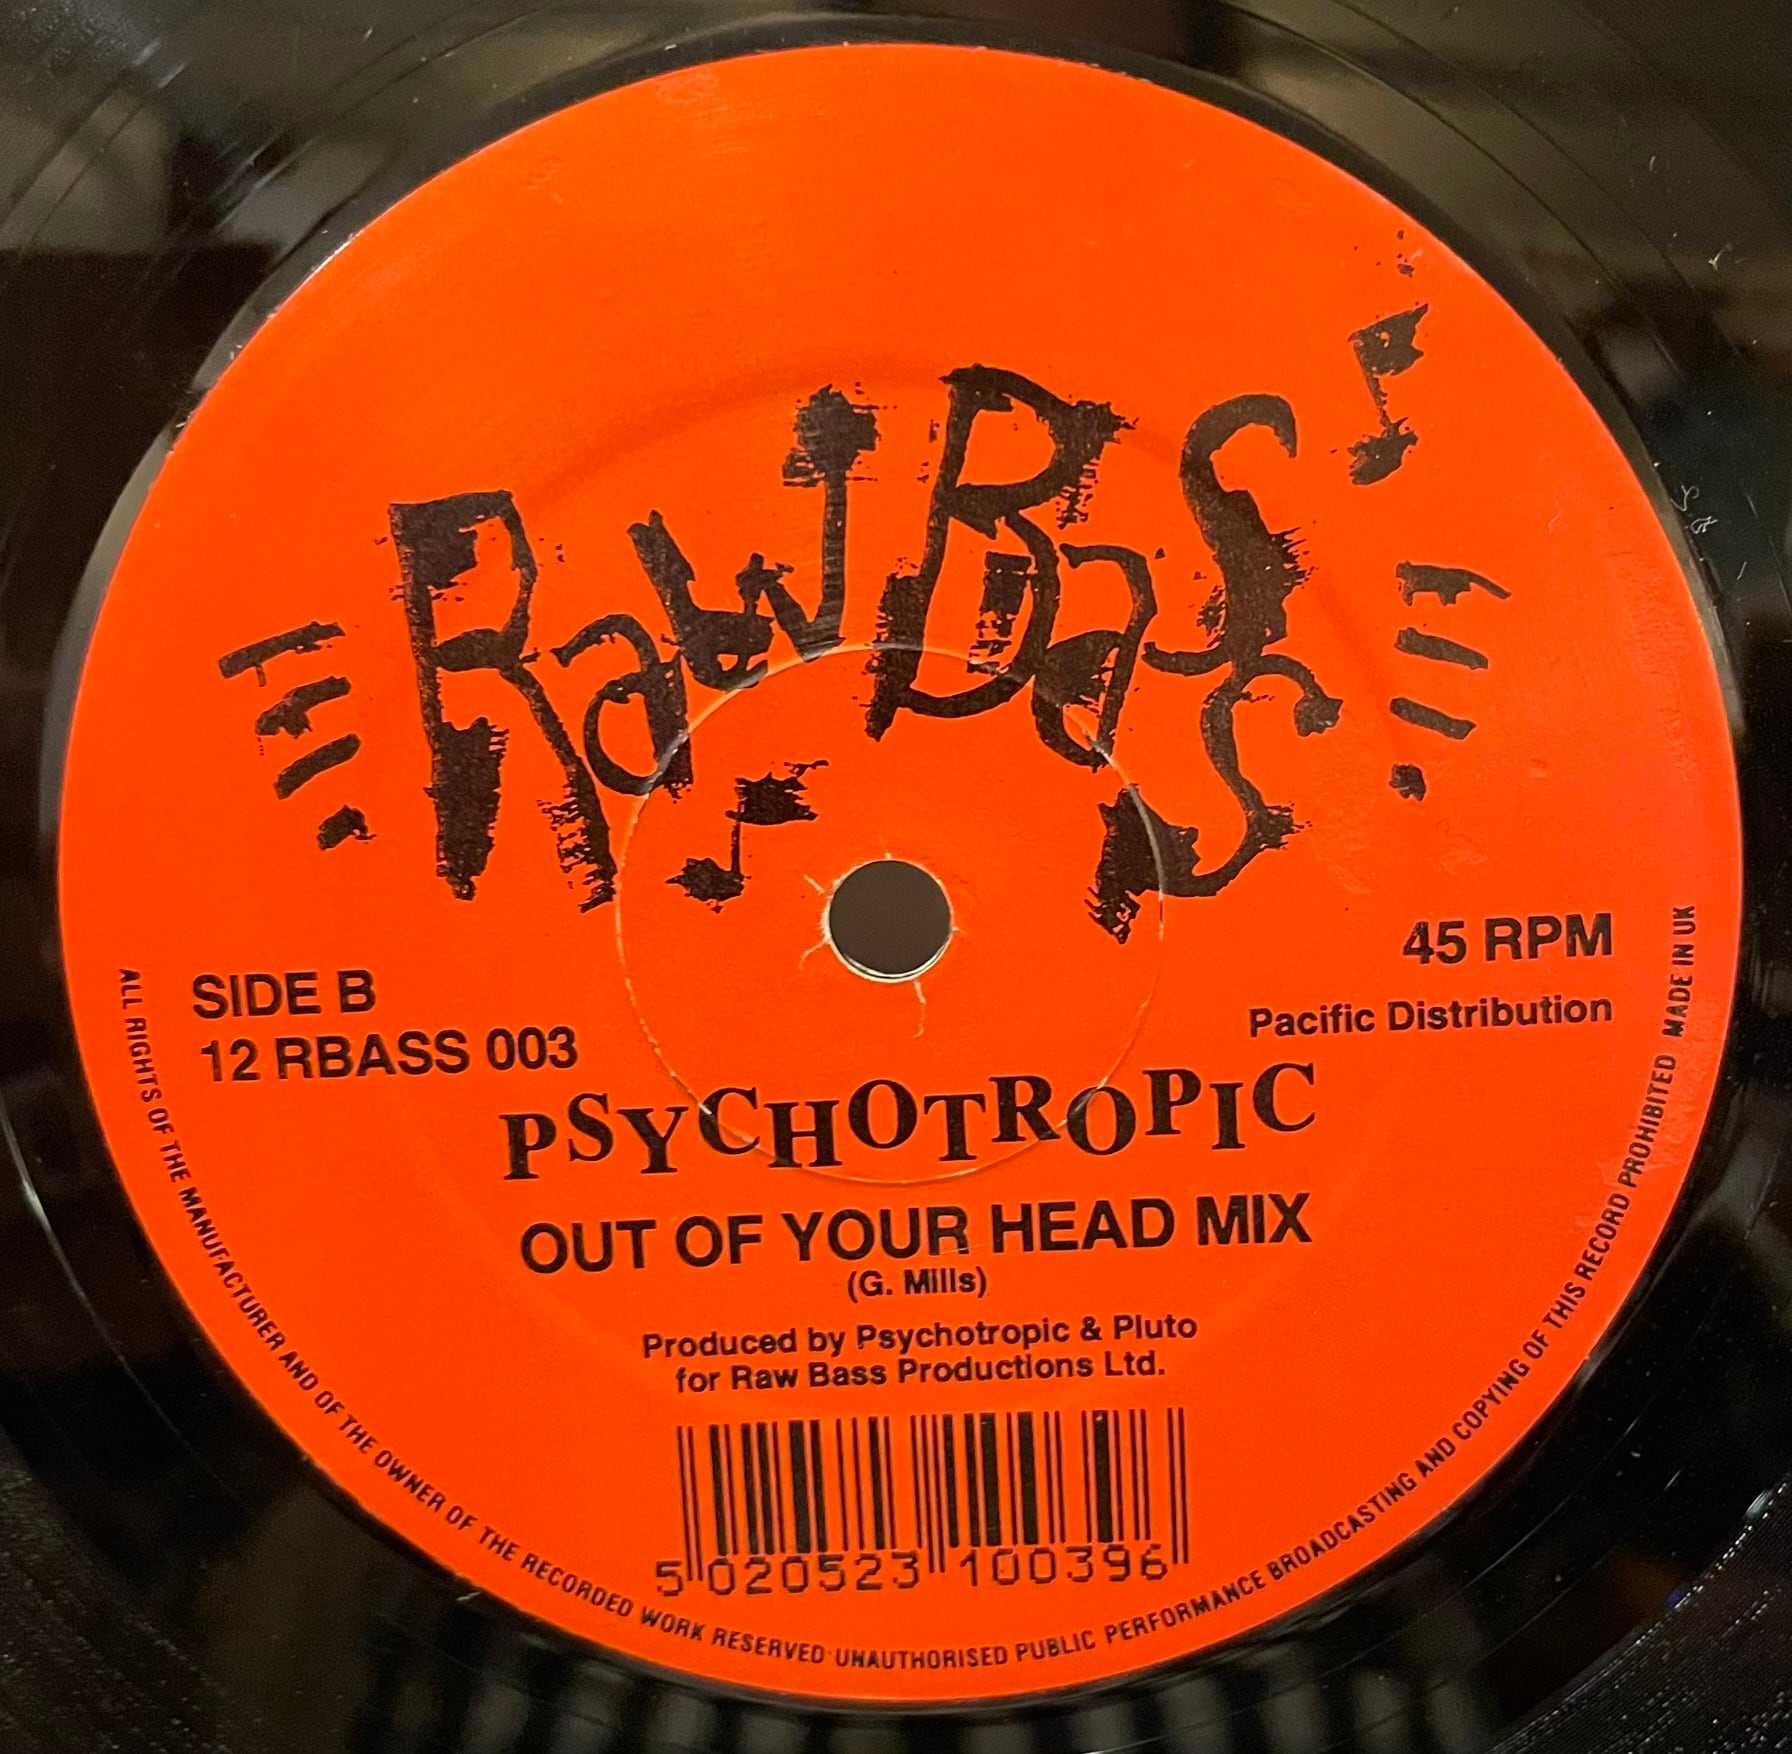 Raw Bass
SIDE B
12 RBASS 003
45 RPM
Pacific Distribution
PSYCHOTROPIC
OUT OF YOUR HEAD MIX
(G. Mills)
Produced by Psychotropic & Pluto
for Raw Bass Productions Ltd.
5 020523 100396
ALL RIGHTS OF THE MANUFACTURER AND OF THE OWNER OF THE RECORDED WORK RESERVED · UNAUTHORISED PUBLIC PERFORMANCE BROADCASTING AND COPYING OF THIS RECORD PROHIBITED MADE IN UK